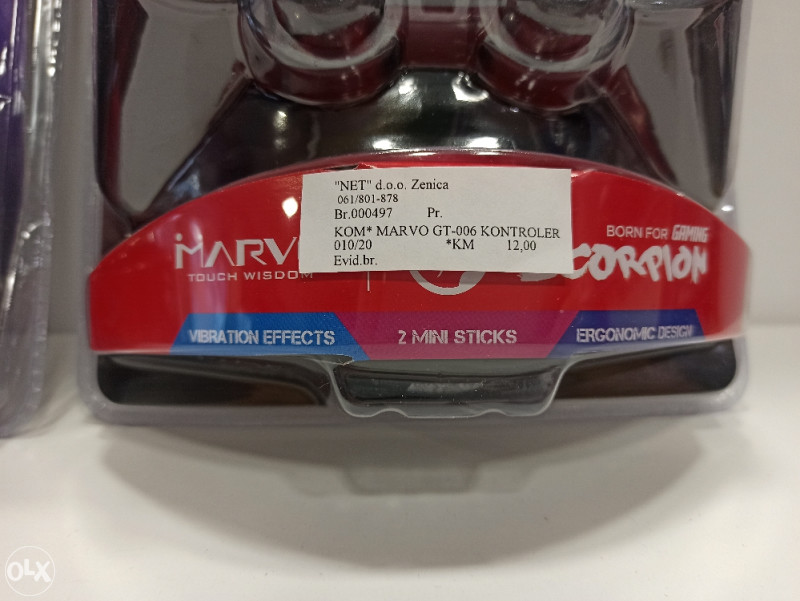 "NET" d.o.o. Zenica
061/801-878
Br.000497 Pr.
KOM* MARVO GT-006 KONTROLER
010/20 *KM 12,00
Evid.br.
TOUCH WISDOM
BORN FOR GAMING
VIBRATION EFFECTS
2 MINI STICKS
ERGONOMIC DESIGN
OLX